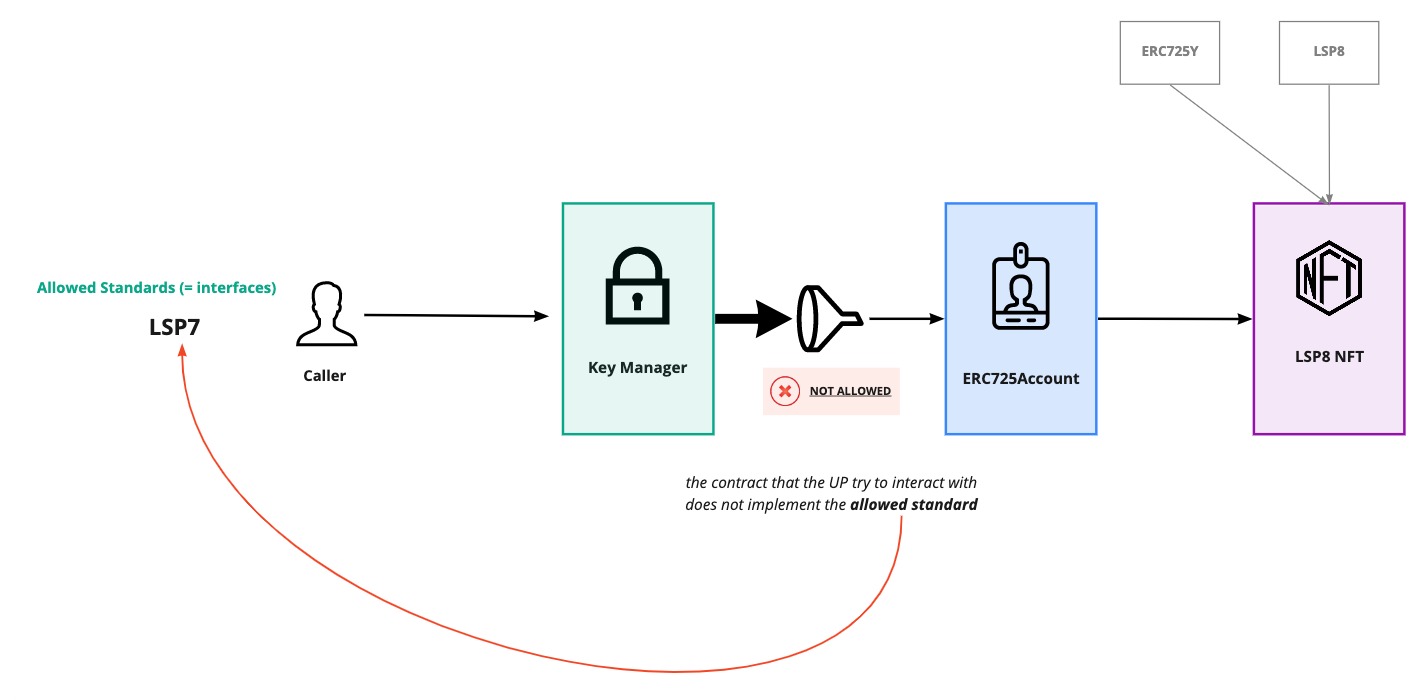 ERC725Y
LSP8
Allowed Standards (= interfaces)
LSP7
Caller
Key Manager
NOT ALLOWED
ERC725Account
NFT
LSP8 NFT
the contract that the UP try to interact with
does not implement the allowed standard